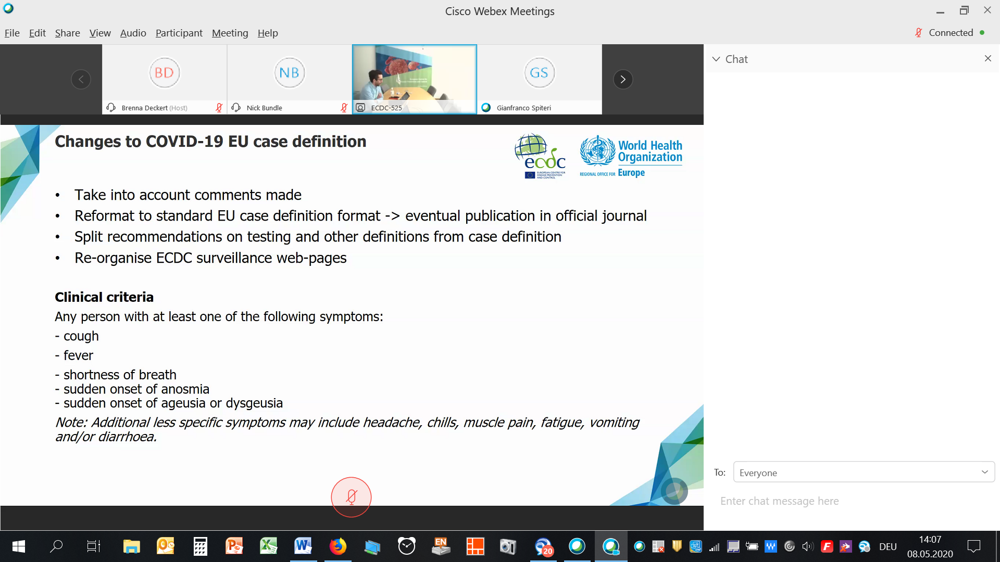 Cisco Webex Meetings
File Edit Share View Audio Participant Meeting Help
Connected
BD
NB
GS
Brenna Deckert (Host)
Nick Bundle
ECDC-525
Gianfranco Spiteri
Chat
Changes to COVID-19 EU case definition
ecdc
EUROPEAN CENTRE FOR
DISEASE PREVENTION
AND CONTROL
World Health
Organization
REGIONAL OFFICE FOR Europe
• Take into account comments made
• Reformat to standard EU case definition format -> eventual publication in official journal
• Split recommendations on testing and other definitions from case definition
• Re-organise ECDC surveillance web-pages
Clinical criteria
Any person with at least one of the following symptoms:
- cough
- fever
- shortness of breath
- sudden onset of anosmia
- sudden onset of ageusia or dysgeusia
Note: Additional less specific symptoms may include headache, chills, muscle pain, fatigue, vomiting
and/or diarrhoea.
To: Everyone
Enter chat message here
EN
20
DEU
14:07
08.05.2020